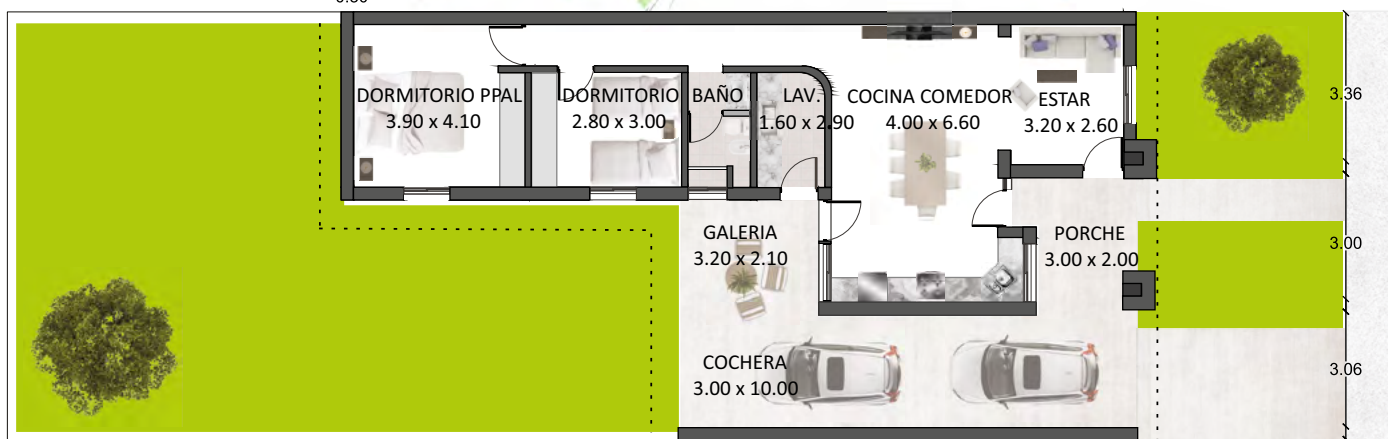 DORMITORIO PPAL
3.90 x 4.10
DORMITORIO
2.80 x 3.00
BAÑO
LAV.
1.60 x 2.90
COCINA COMEDOR
4.00 x 6.60
ESTAR
3.20 x 2.60
3.36
GALERIA
3.20 x 2.10
PORCHE
3.00 x 2.00
3.00
COCHERA
3.00 x 10.00
3.06